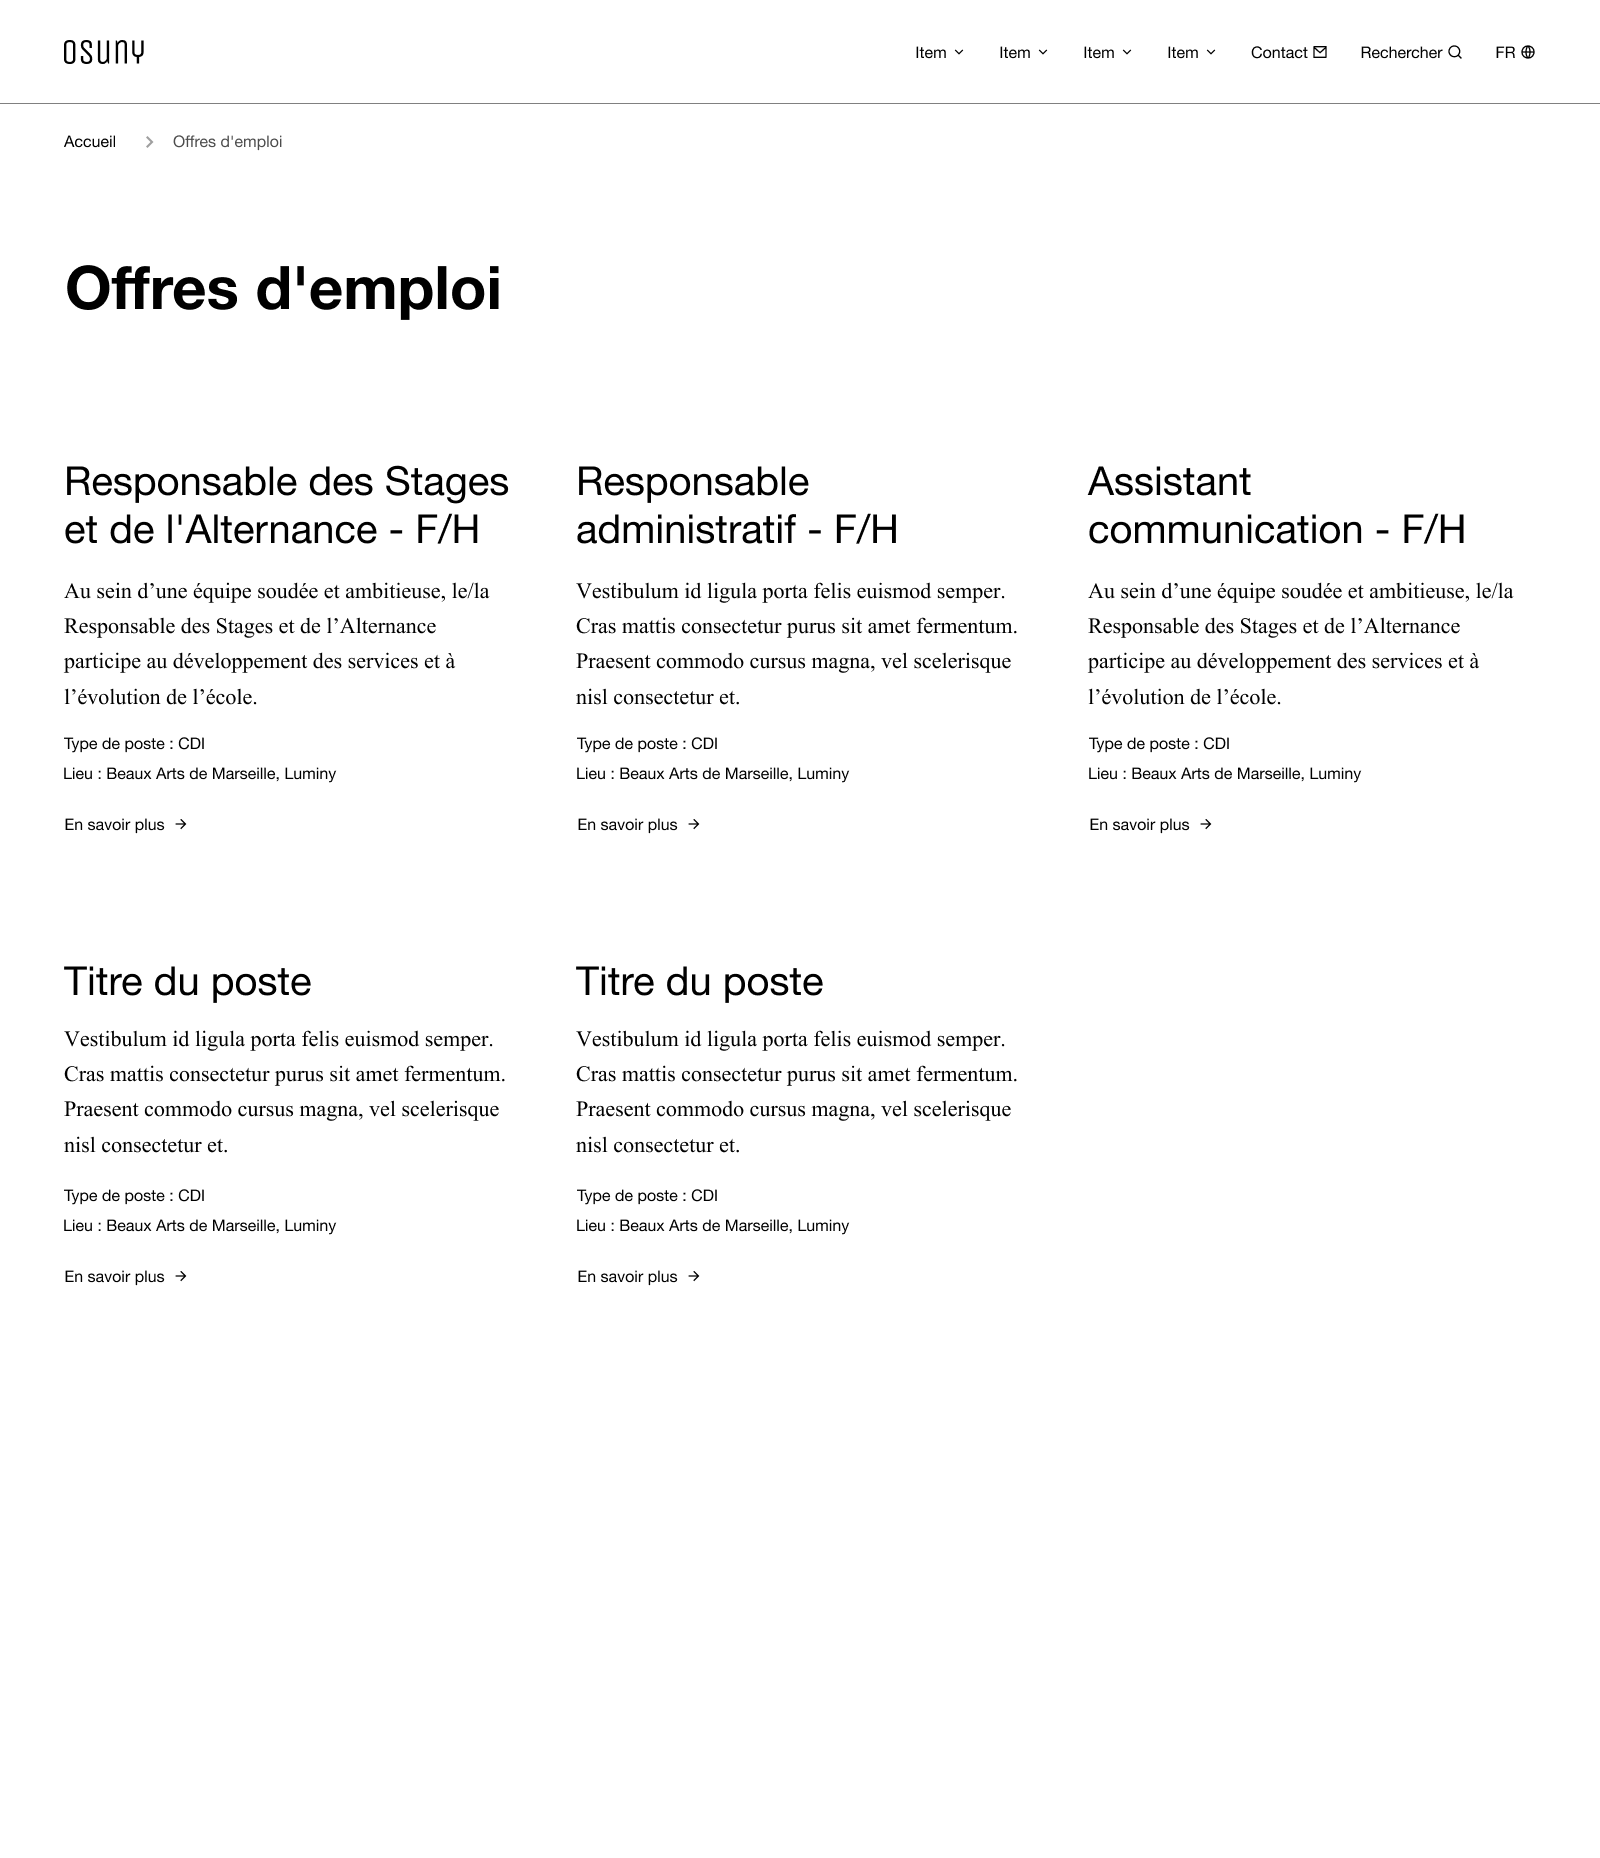 OSUNY
Item
Item
Item
Item
Contact
Rechercher
FR
Accueil
Offres d'emploi
Offres d'emploi
Responsable des Stages
et de l'Alternance - F/H
Au sein d’une équipe soudée et ambitieuse, le/la
Responsable des Stages et de l’Alternance
participe au développement des services et à
l’évolution de l’école.
Type de poste : CDI
Lieu : Beaux Arts de Marseille, Luminy
En savoir plus →
Responsable
administratif - F/H
Vestibulum id ligula porta felis euismod semper.
Cras mattis consectetur purus sit amet fermentum.
Praesent commodo cursus magna, vel scelerisque
nisl consectetur et.
Type de poste : CDI
Lieu : Beaux Arts de Marseille, Luminy
En savoir plus →
Assistant
communication - F/H
Au sein d’une équipe soudée et ambitieuse, le/la
Responsable des Stages et de l’Alternance
participe au développement des services et à
l’évolution de l’école.
Type de poste : CDI
Lieu : Beaux Arts de Marseille, Luminy
En savoir plus →
Titre du poste
Vestibulum id ligula porta felis euismod semper.
Cras mattis consectetur purus sit amet fermentum.
Praesent commodo cursus magna, vel scelerisque
nisl consectetur et.
Type de poste : CDI
Lieu : Beaux Arts de Marseille, Luminy
En savoir plus →
Titre du poste
Vestibulum id ligula porta felis euismod semper.
Cras mattis consectetur purus sit amet fermentum.
Praesent commodo cursus magna, vel scelerisque
nisl consectetur et.
Type de poste : CDI
Lieu : Beaux Arts de Marseille, Luminy
En savoir plus →